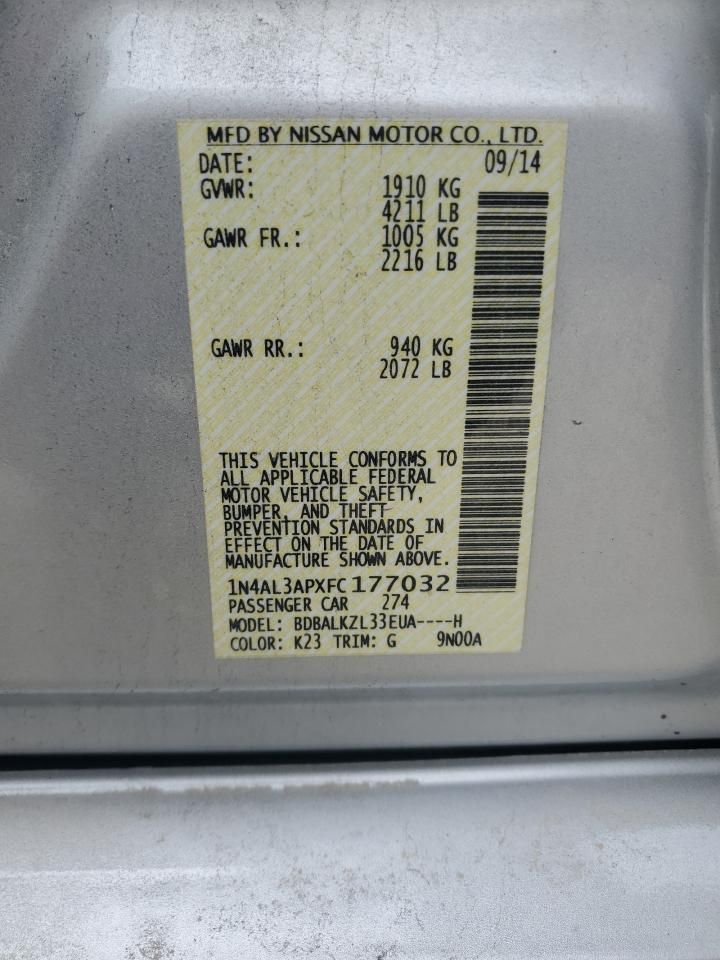 MFD BY NISSAN MOTOR CO., LTD.
DATE: 09/14
GVWR: 1910 KG
4211 LB
GAWR FR.: 1005 KG
2216 LB
GAWR RR.: 940 KG
2072 LB
THIS VEHICLE CONFORMS TO
ALL APPLICABLE FEDERAL
MOTOR VEHICLE SAFETY,
BUMPER, AND THEFT
PREVENTION STANDARDS IN
EFFECT ON THE DATE OF
MANUFACTURE SHOWN ABOVE.
1N4AL3APXFC177032
PASSENGER CAR 274
MODEL: BDBALKZL33EUA----H
COLOR: K23 TRIM: G 9N00A